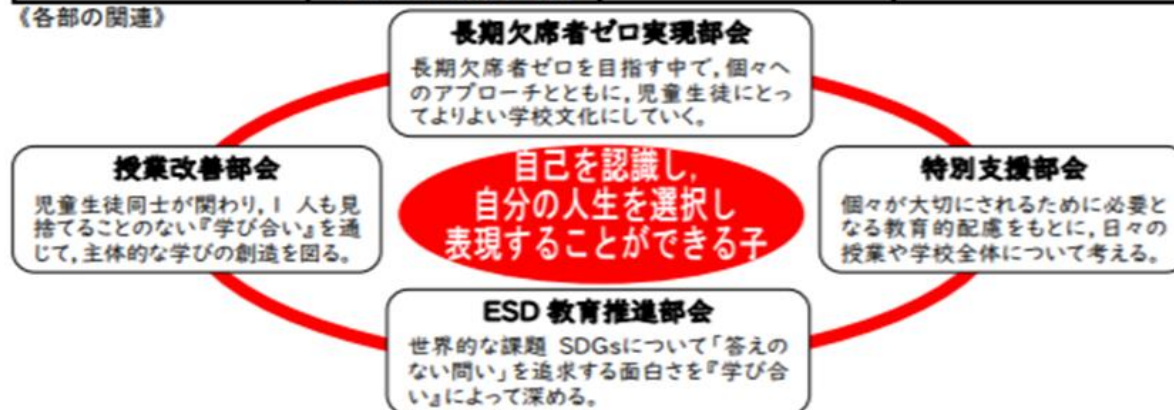 《各部の関連》
長期欠席者ゼロ実現部会
長期欠席者ゼロを目指す中で,個々へ
のアプローチとともに,児童生徒にとっ
てよりよい学校文化にしていく。
授業改善部会
児童生徒同士が関わり,1 人も見
捨てることのない『学び合い』を通
じて,主体的な学びの創造を図る。
自己を認識し,
自分の人生を選択し
表現することができる子
特別支援部会
個々が大切にされるために必要と
なる教育的配慮をもとに,日々の
授業や学校全体について考える。
ESD 教育推進部会
世界的な課題 SDGsについて「答えの
ない問い」を追求する面白さを『学び合
い』によって深める。